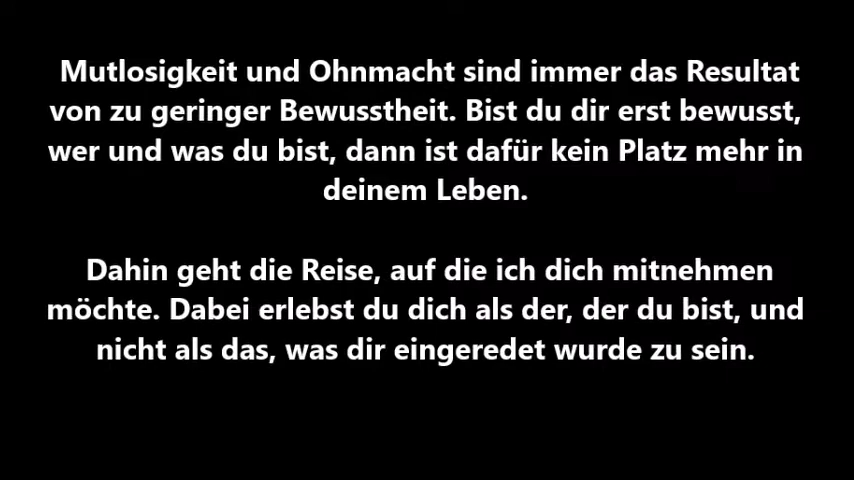 Mutlosigkeit und Ohnmacht sind immer das Resultat
von zu geringer Bewusstheit. Bist du dir erst bewusst,
wer und was du bist, dann ist dafür kein Platz mehr in
deinem Leben.
Dahin geht die Reise, auf die ich dich mitnehmen
möchte. Dabei erlebst du dich als der, der du bist, und
nicht als das, was dir eingeredet wurde zu sein.